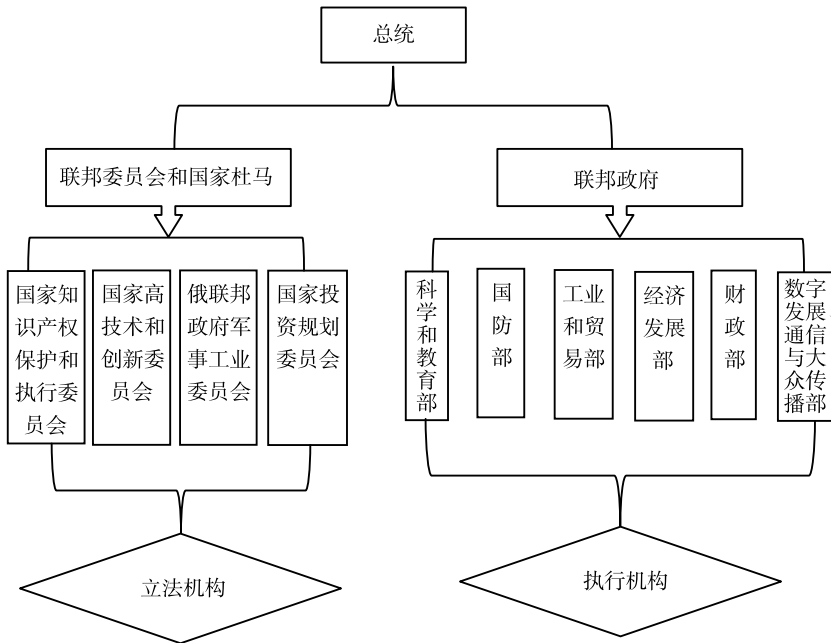 总统
联邦委员会和国家杜马
联邦政府
国家知
识产权
保护和
执行委
员会
国家高
技术和
创新委
员会
俄联邦
政府军
事工业
委员会
国家投
资规划
委员会
科
学
和
教
育
部
国
防
部
工业
和贸
易部
经济
发展
部
财
政
部
数字
发展、
通信
与大
众传
播部
立法机构
执行机构